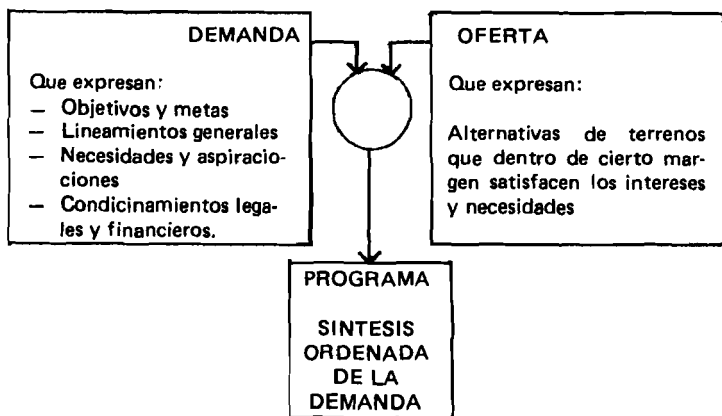 DEMANDA
Que expresan:
— Objetivos y metas
— Lineamientos generales
— Necesidades y aspiracio-
ciones
— Condicinamientos lega-
les y financieros.
OFERTA
Que expresan:
Alternativas de terrenos
que dentro de cierto mar-
gen satisfacen los intereses
y necesidades
PROGRAMA
SINTESIS
ORDENADA
DE LA
DEMANDA